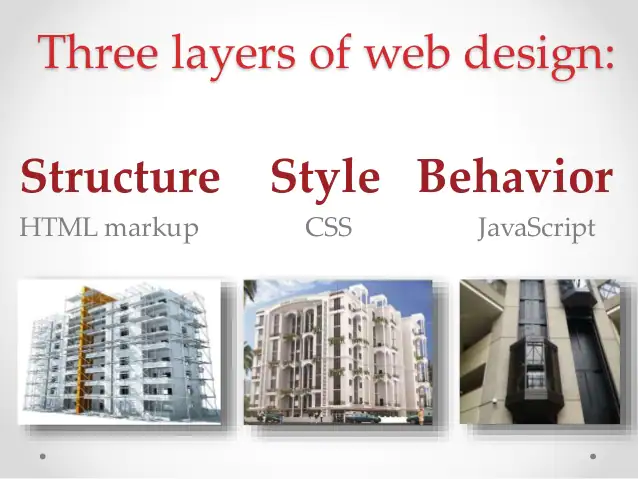 Three layers of web design:
Structure Style Behavior
HTML markup CSS JavaScript